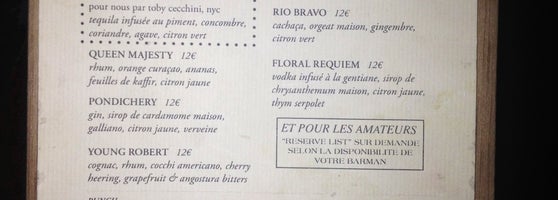 pour nous par toby cecchini, nyc
tequila infusée au piment, concombre,
coriandre, agave, citron vert
QUEEN MAJESTY 12€
rhum, orange curaçao, ananas,
feuilles de kaffir, citron jaune
PONDICHERY 12€
gin, sirop de cardamome maison,
galliano, citron jaune, verveine
YOUNG ROBERT 12€
cognac, rhum, cocchi americano, cherry
heering, grapefruit & angostura bitters
RIO BRAVO 12€
cachaça, orgeat maison, gingembre,
citron vert
FLORAL REQUIEM 12€
vodka infusé à la gentiane, sirop de
chrysanthemum maison, citron jaune,
thym serpolet
ET POUR LES AMATEURS
"RESERVE LIST" SUR DEMANDE
SELON LA DISPONIBILITE DE
VOTRE BARMAN